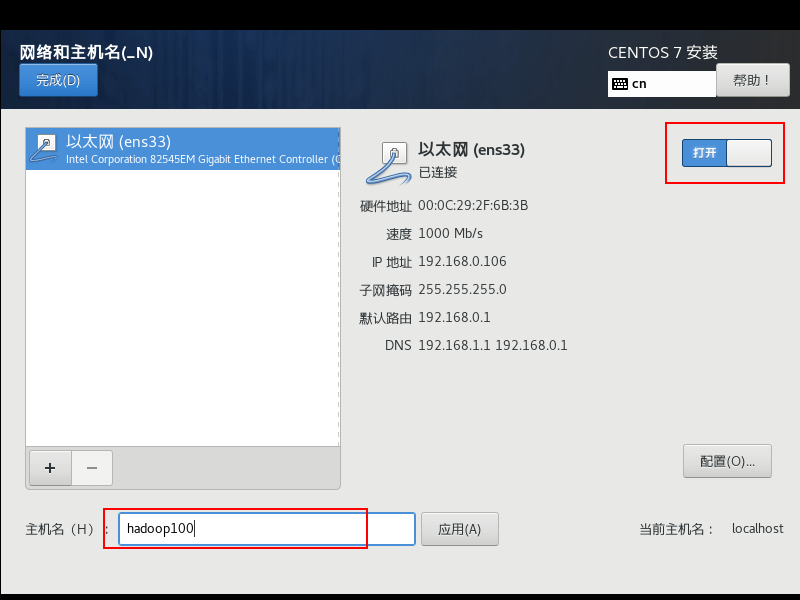 网络和主机名(_N)
CENTOS 7 安装
完成(D)
cn
帮助！
以太网 (ens33)
Intel Corporation 82545EM Gigabit Ethernet Controller (C
以太网 (ens33)
已连接
打开
硬件地址 00:0C:29:2F:6B:3B
速度 1000 Mb/s
IP 地址 192.168.0.106
子网掩码 255.255.255.0
默认路由 192.168.0.1
DNS 192.168.1.1 192.168.0.1
+
−
配置(O)...
主机名（H）： hadoop100
应用(A)
当前主机名： localhost